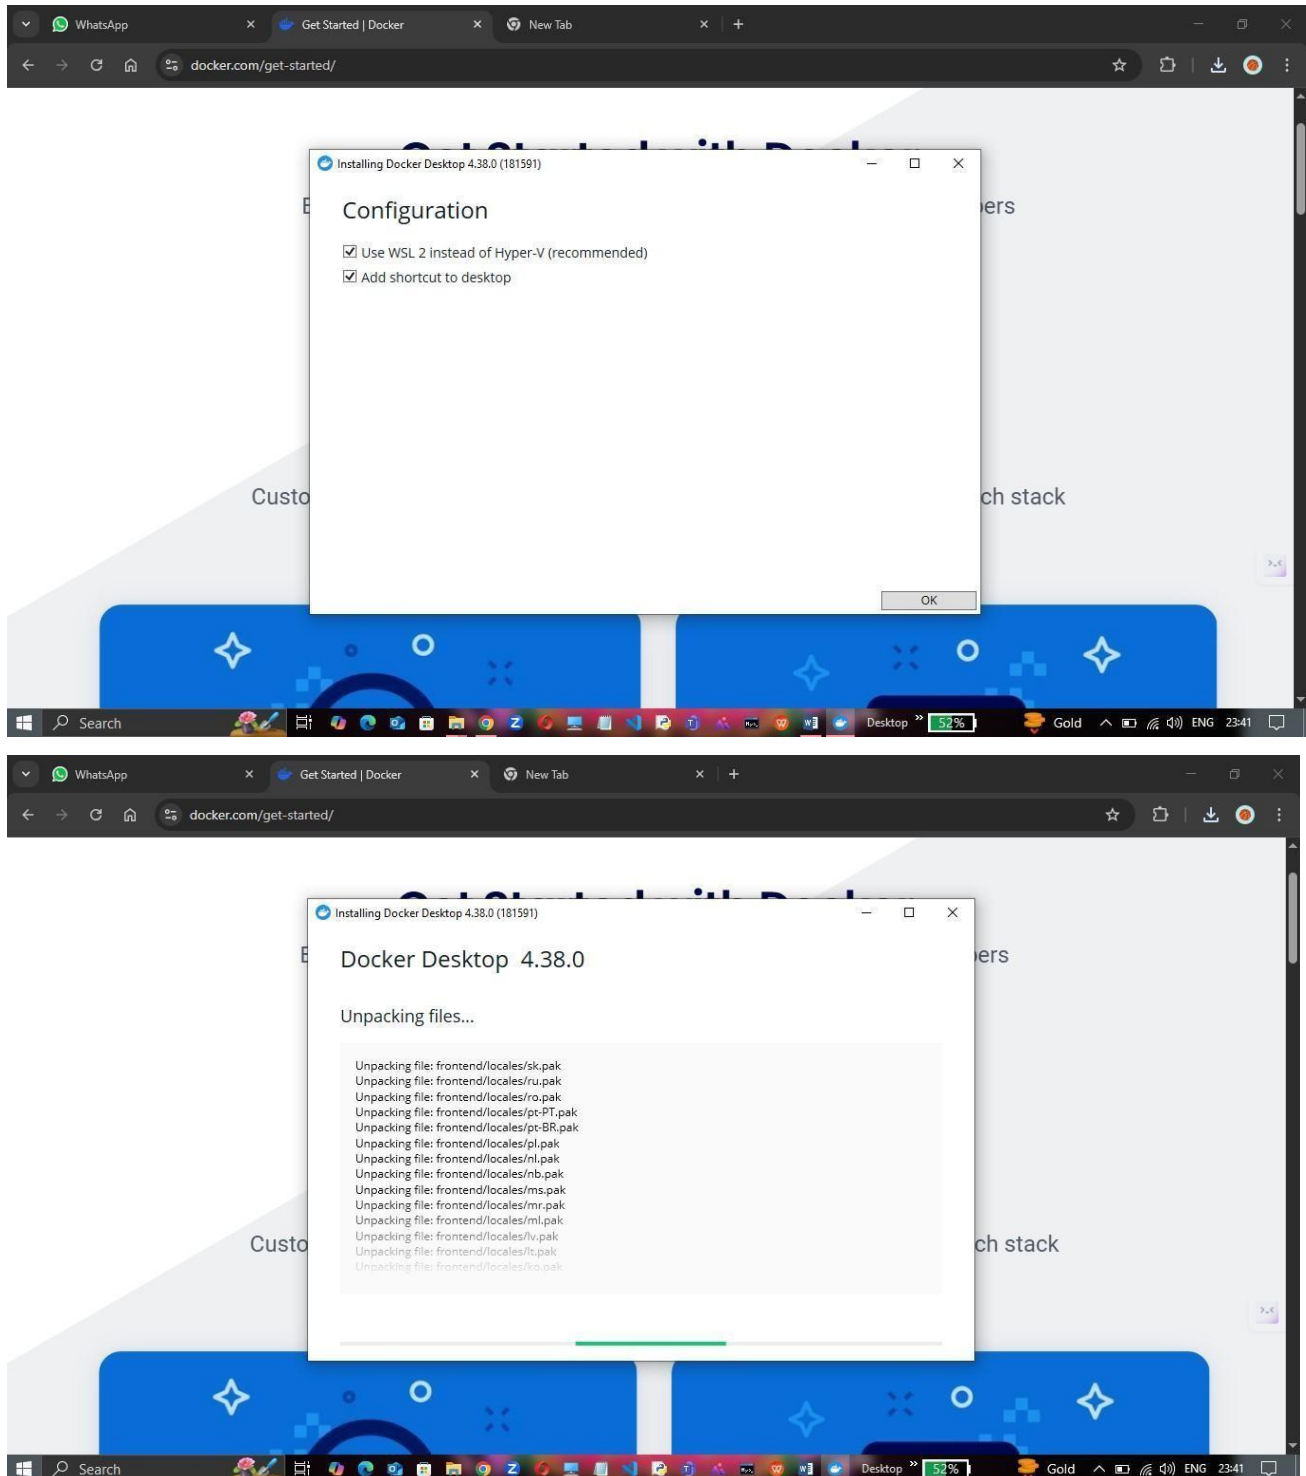 WhatsApp
Get Started | Docker
New Tab
docker.com/get-started/
Installing Docker Desktop 4.38.0 (181591)
Configuration
Use WSL 2 instead of Hyper-V (recommended)
Add shortcut to desktop
Custo
ch stack
OK
Search
Desktop
52%
Gold
ENG
23:41
WhatsApp
Get Started | Docker
New Tab
docker.com/get-started/
Installing Docker Desktop 4.38.0 (181591)
Docker Desktop 4.38.0
Unpacking files...
Unpacking file: frontend/locales/sk.pak
Unpacking file: frontend/locales/ru.pak
Unpacking file: frontend/locales/ro.pak
Unpacking file: frontend/locales/pt-PT.pak
Unpacking file: frontend/locales/pt-BR.pak
Unpacking file: frontend/locales/pl.pak
Unpacking file: frontend/locales/nl.pak
Unpacking file: frontend/locales/nb.pak
Unpacking file: frontend/locales/ms.pak
Unpacking file: frontend/locales/mr.pak
Unpacking file: frontend/locales/ml.pak
Unpacking file: frontend/locales/lv.pak
Unpacking file: frontend/locales/lt.pak
Unpacking file: frontend/locales/ko.pak
Custo
ch stack
Search
Desktop
52%
Gold
ENG
23:41